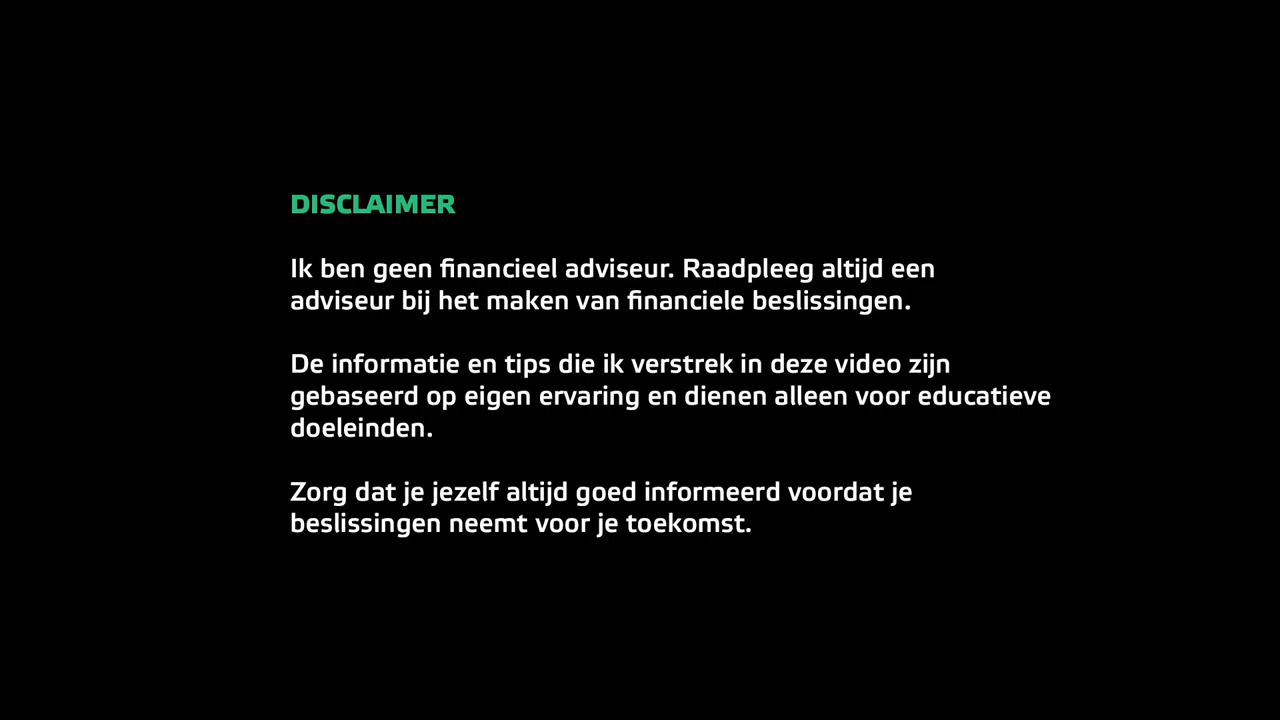 DISCLAIMER
Ik ben geen financieel adviseur. Raadpleeg altijd een
adviseur bij het maken van financiele beslissingen.
De informatie en tips die ik verstrek in deze video zijn
gebaseerd op eigen ervaring en dienen alleen voor educatieve
doeleinden.
Zorg dat je jezelf altijd goed informeerd voordat je
beslissingen neemt voor je toekomst.